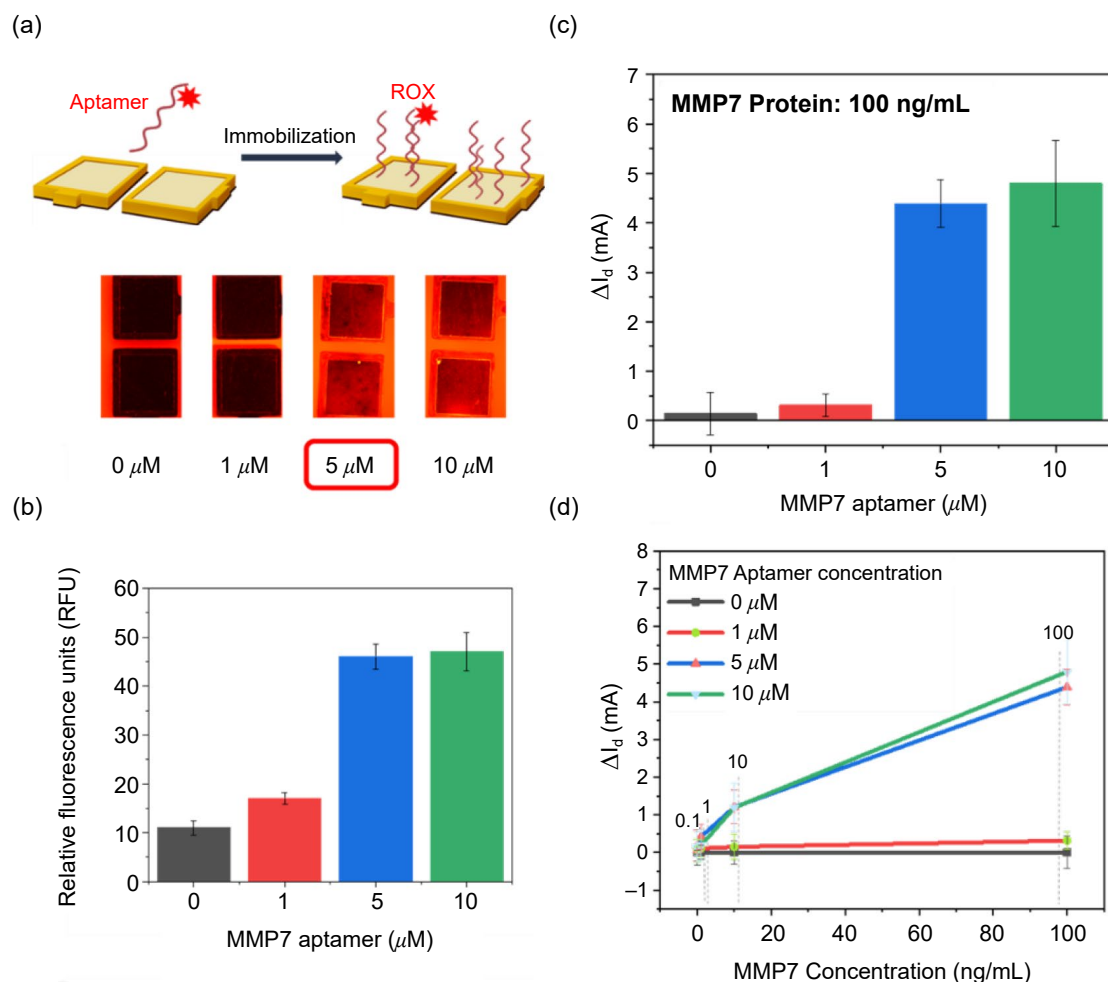 (a)
Aptamer
Immobilization
ROX
0 μM
1 μM
5 μM
10 μM
(b)
Relative fluorescence units (RFU)
60
50
40
30
20
10
0
0
1
5
10
MMP7 aptamer (μM)
(c)
MMP7 Protein: 100 ng/mL
ΔId (mA)
7
6
5
4
3
2
1
0
0
1
5
10
MMP7 aptamer (μM)
(d)
MMP7 Aptamer concentration
0 μM
1 μM
5 μM
10 μM
ΔId (mA)
8
7
6
5
4
3
2
1
0
−1
0.1
1
10
100
0
20
40
60
80
100
MMP7 Concentration (ng/mL)